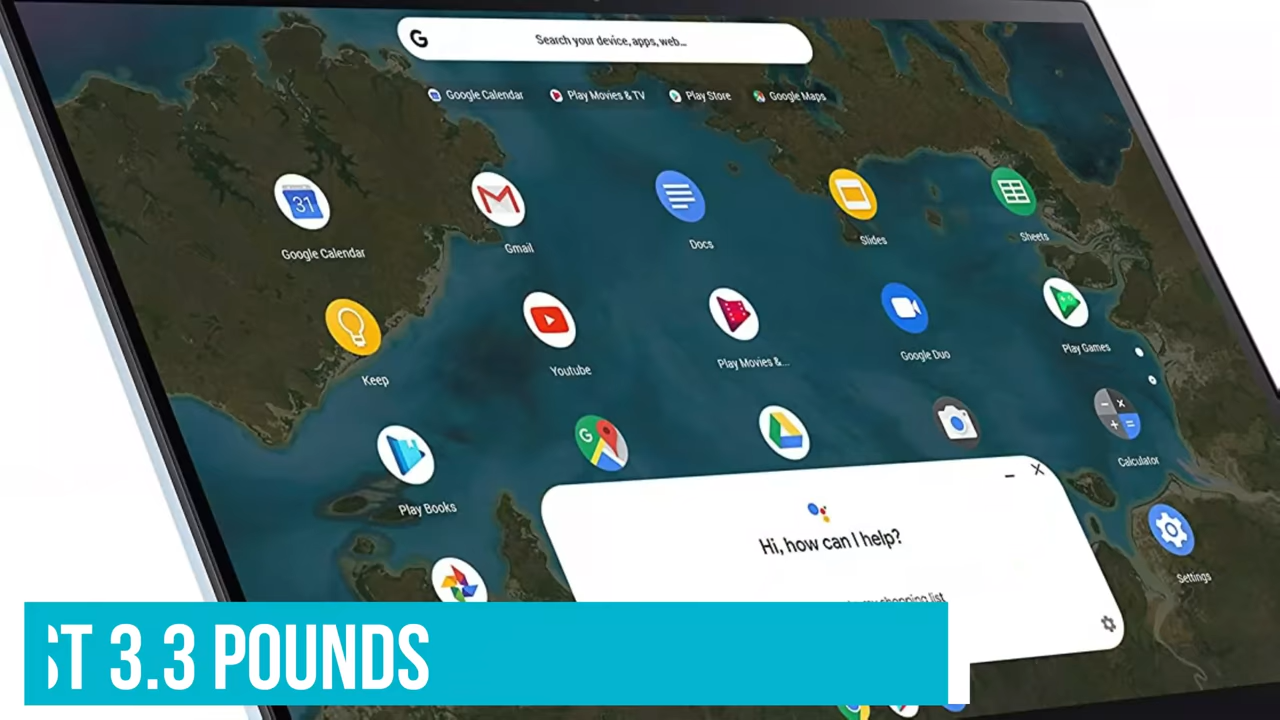 Search your device, apps, web...
Google Calendar Play Movies & TV Play Store Google Maps
31
Google Calendar Gmail Docs Slides Sheets
Keep Youtube Play Movies &... Google Duo Play Games
Play Books Calculator
Hi, how can I help?
Settings
shopping list
T 3.3 POUNDS